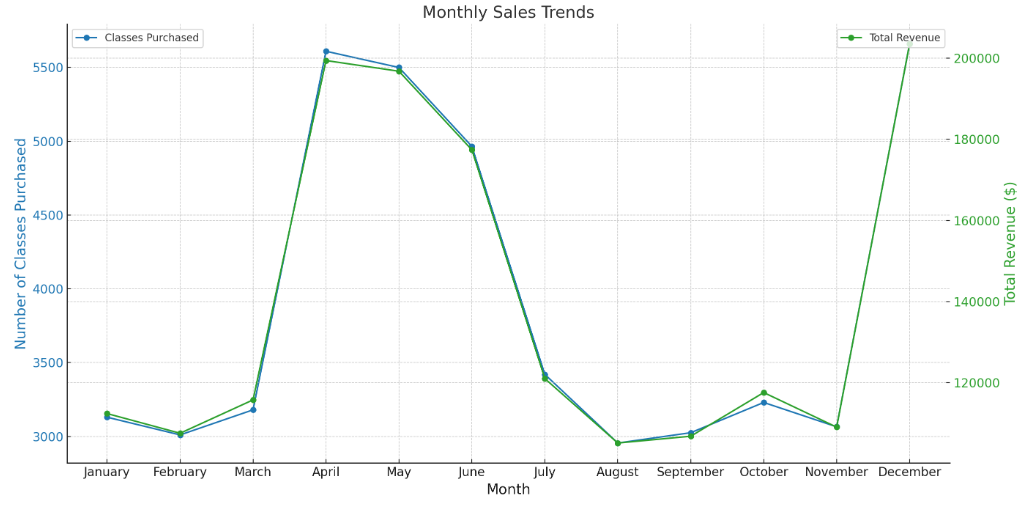 Monthly Sales Trends
Classes Purchased
Total Revenue
Number of Classes Purchased
5500
5000
4500
4000
3500
3000
200000
180000
160000
140000
120000
Total Revenue ($)
January February March April May June July August September October November December
Month